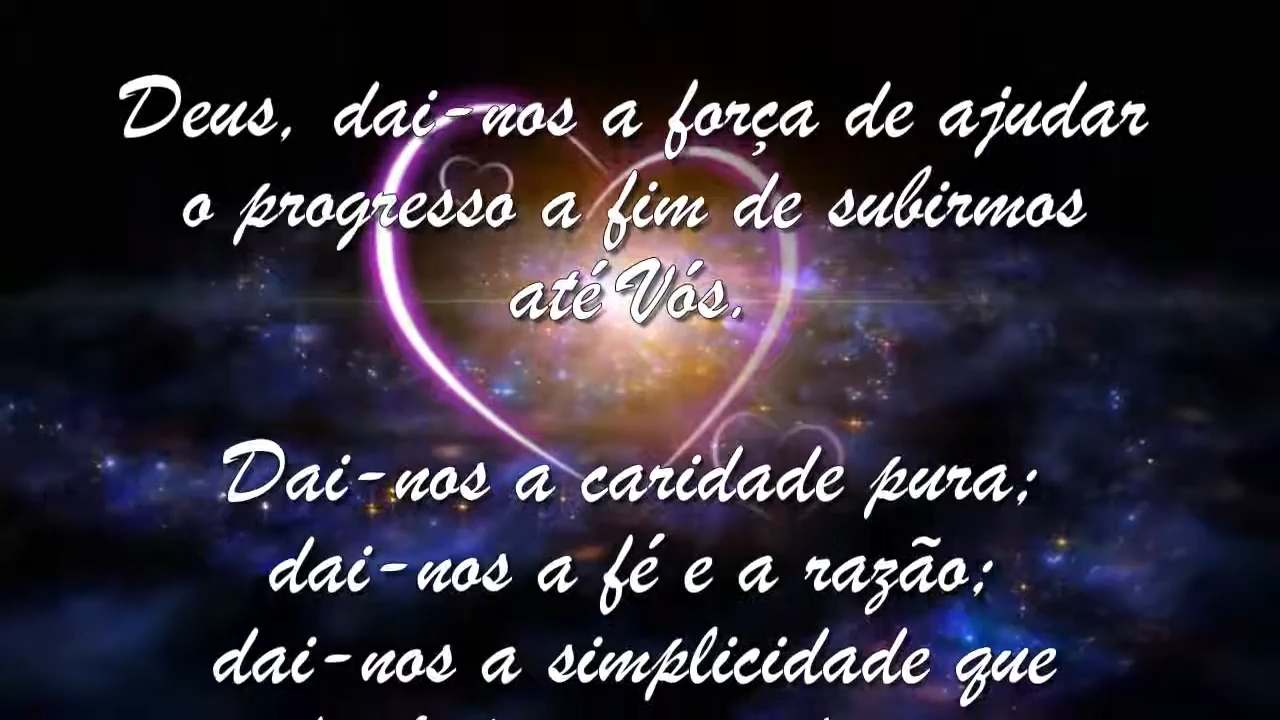 Deus, dai-nos a força de ajudar
o progresso a fim de subirmos
até Vós.
Dai-nos a caridade pura;
dai-nos a fé e a razão;
dai-nos a simplicidade que